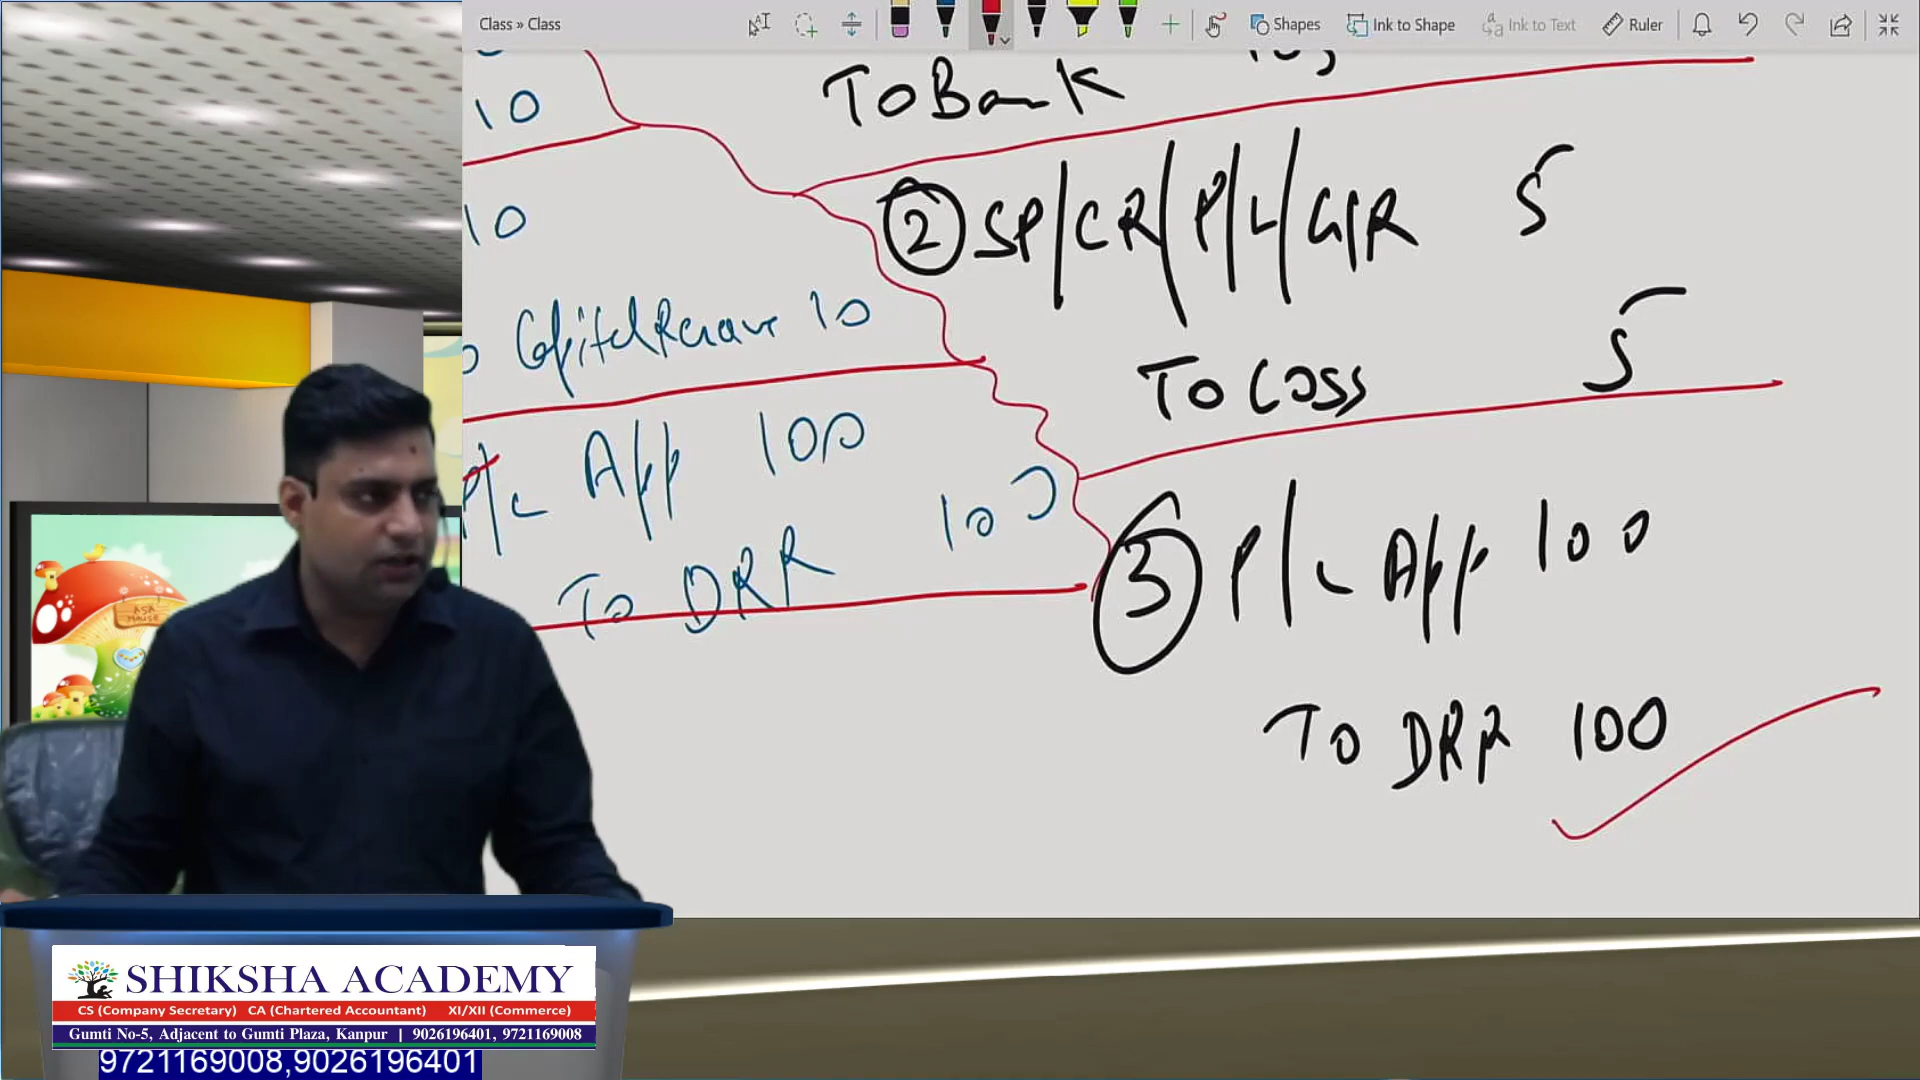 Class » Class
Shapes
Ink to Shape
Ink to Text
Ruler
10
To Bank
10
② SP/CR/P/L/G/R 5
Capital Reserve 10
To Loss 5
P/L App 100
To DRR 100
③ P/L App 100
To DRR 100
ASA
HOUSE
SHIKSHA ACADEMY
CS (Company Secretary) CA (Chartered Accountant) XI/XII (Commerce)
Gumti No-5, Adjacent to Gumti Plaza, Kanpur | 9026196401, 9721169008
9721169008,9026196401